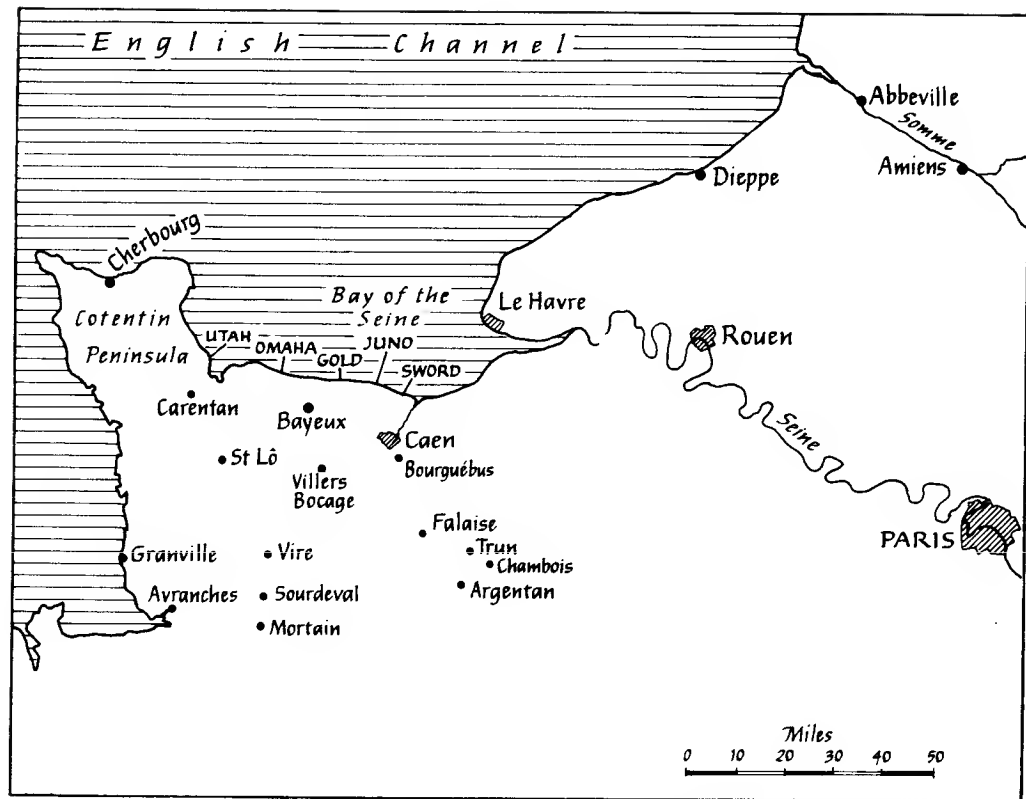 English Channel
Abbeville
Somme
Amiens
Dieppe
Cherbourg
Cotentin
Peninsula
Bay of the
Seine
Le Havre
UTAH
OMAHA
GOLD
JUNO
SWORD
Rouen
Carentan
Bayeux
Caen
Seine
St Lô
Villers
Bocage
Bourguébus
Falaise
Trun
Chambois
Argentan
PARIS
Granville
Vire
Avranches
Sourdeval
Mortain
Miles
0 10 20 30 40 50